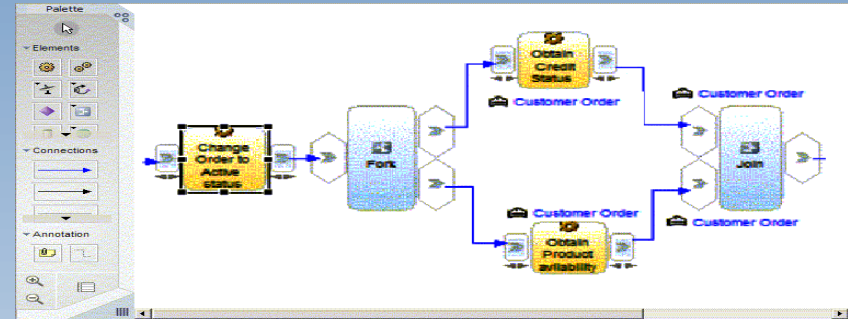 Palette
Elements
Connections
Annotation
Change
Order to
Active
status
Fork
Obtain
Credit
Status
Customer Order
Customer Order
Join
Customer Order
Customer Order
Obtain
Product
avilability